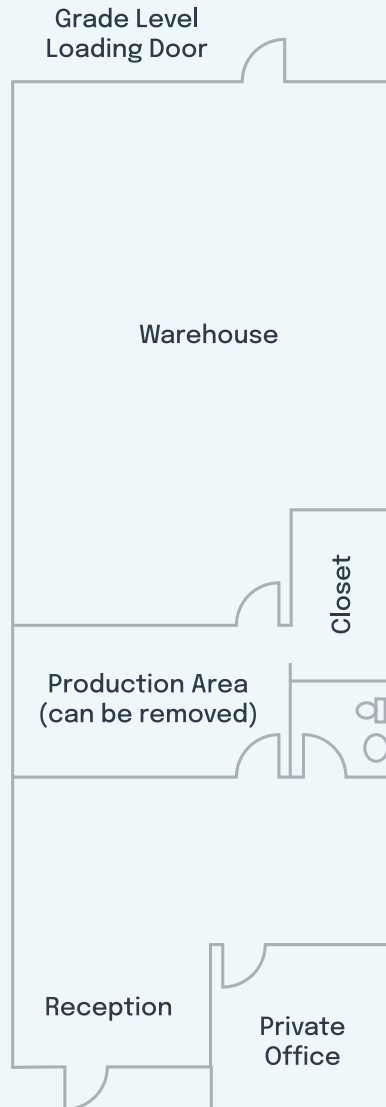 Grade Level
Loading Door
Warehouse
Closet
Production Area
(can be removed)
Reception
Private
Office